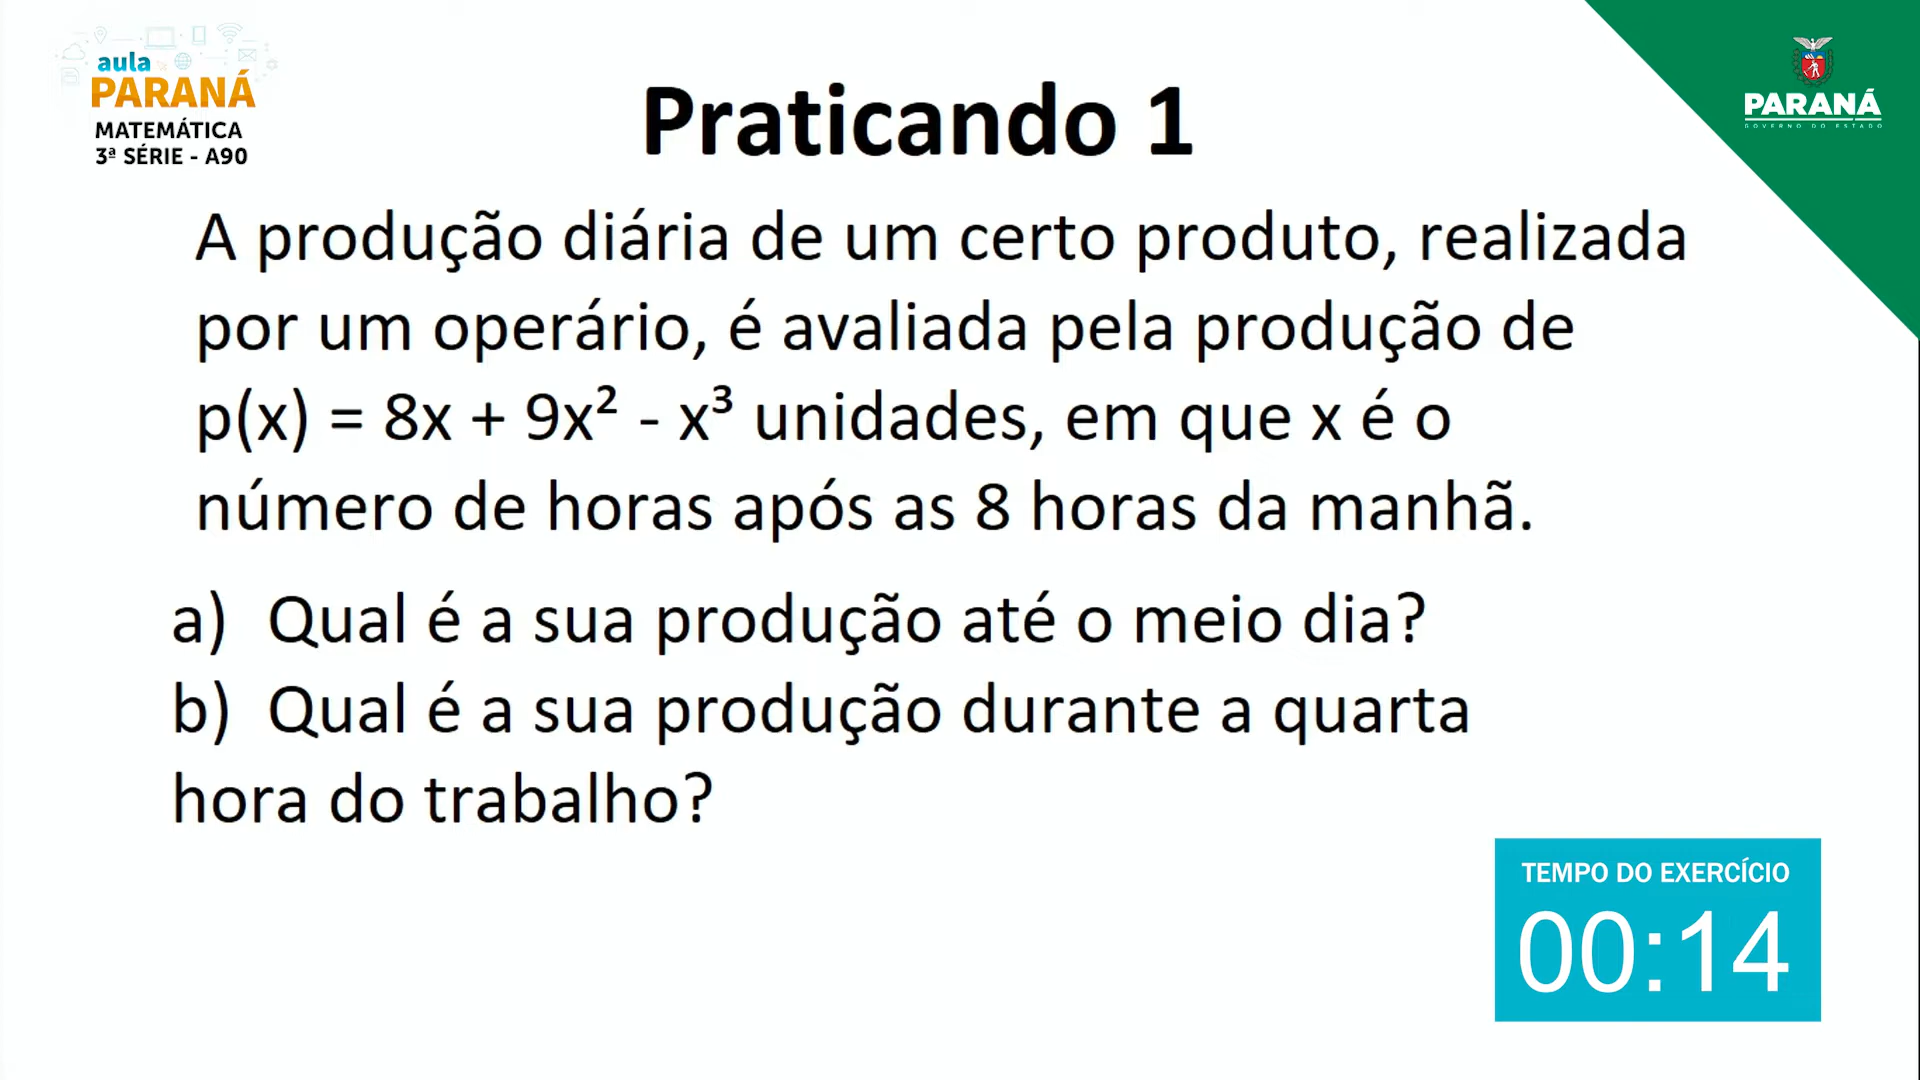 aula
PARANÁ
MATEMÁTICA
3ª SÉRIE - A90
PARANÁ
GOVERNO DO ESTADO
Praticando 1
A produção diária de um certo produto, realizada
por um operário, é avaliada pela produção de
p(x) = 8x + 9x² - x³ unidades, em que x é o
número de horas após as 8 horas da manhã.
a) Qual é a sua produção até o meio dia?
b) Qual é a sua produção durante a quarta
hora do trabalho?
TEMPO DO EXERCÍCIO
00:14